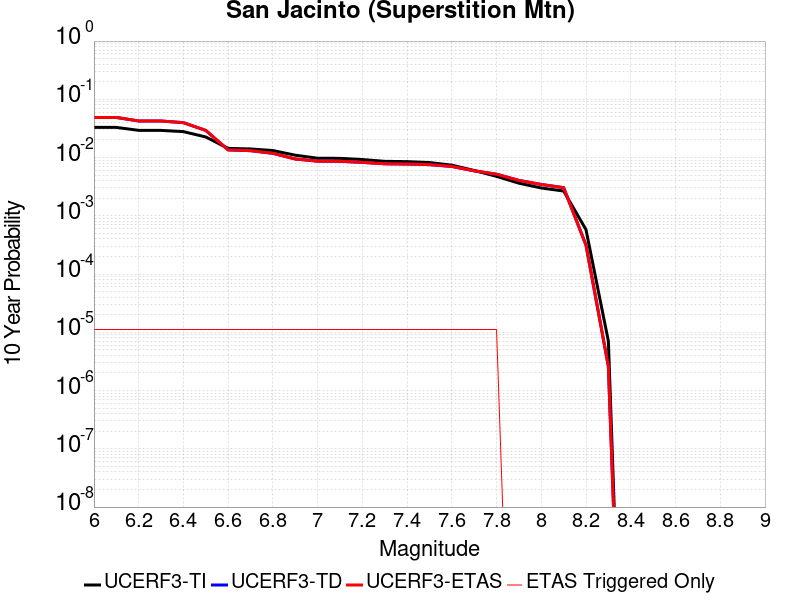 San Jacinto (Superstition Mtn)
10^0
10^-1
10^-2
10^-3
10^-4
10^-5
10^-6
10^-7
10^-8
10 Year Probability
6 6.2 6.4 6.6 6.8 7 7.2 7.4 7.6 7.8 8 8.2 8.4 8.6 8.8 9
Magnitude
UCERF3-TI UCERF3-TD UCERF3-ETAS ETAS Triggered Only